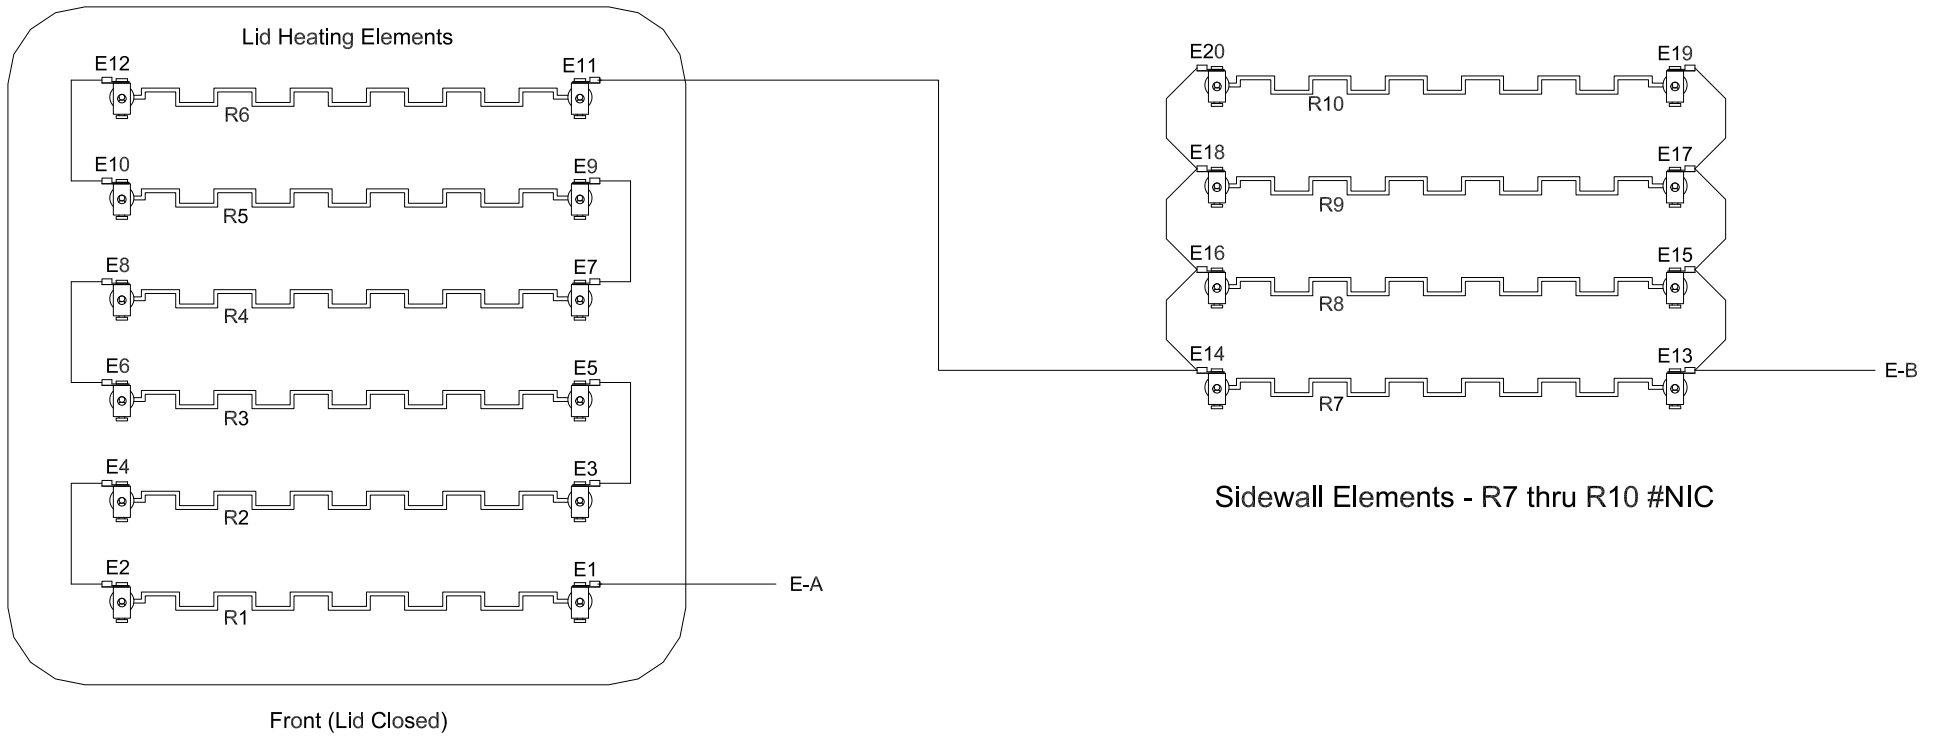 Lid Heating Elements
E12
E11
R6
E10
E9
R5
E8
E7
R4
E6
E5
R3
E4
E3
R2
E2
E1
E-A
R1
Front (Lid Closed)
E20
E19
R10
E18
E17
R9
E16
E15
R8
E14
E13
E-B
R7
Sidewall Elements - R7 thru R10 #NIC